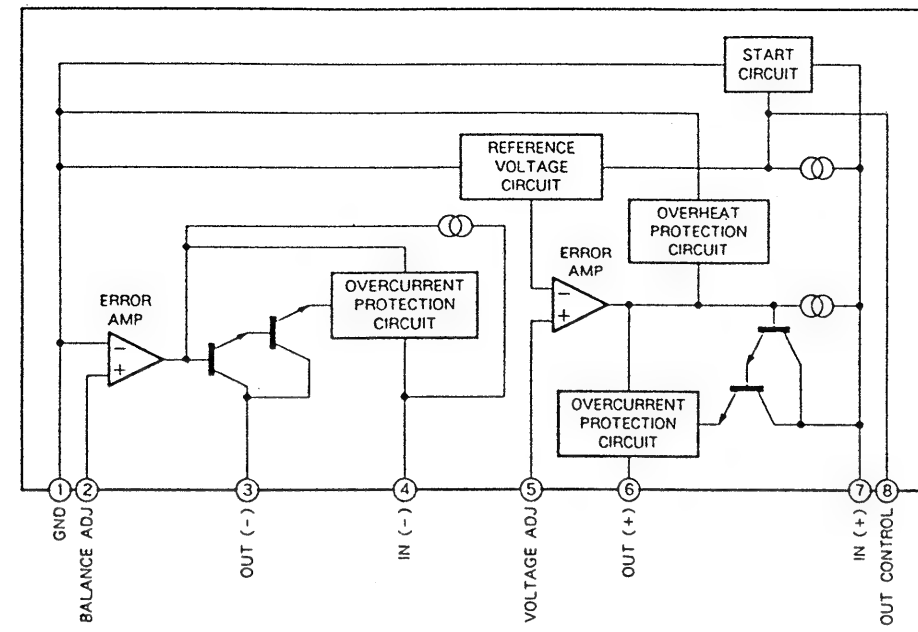 START
CIRCUIT
REFERENCE
VOLTAGE
CIRCUIT
OVERHEAT
PROTECTION
CIRCUIT
ERROR
AMP
ERROR
AMP
OVERCURRENT
PROTECTION
CIRCUIT
−
+
−
+
OVERCURRENT
PROTECTION
CIRCUIT
1
2
3
4
5
6
7
8
GND
BALANCE ADJ
OUT (−)
IN (−)
VOLTAGE ADJ
OUT (+)
IN (+)
OUT CONTROL